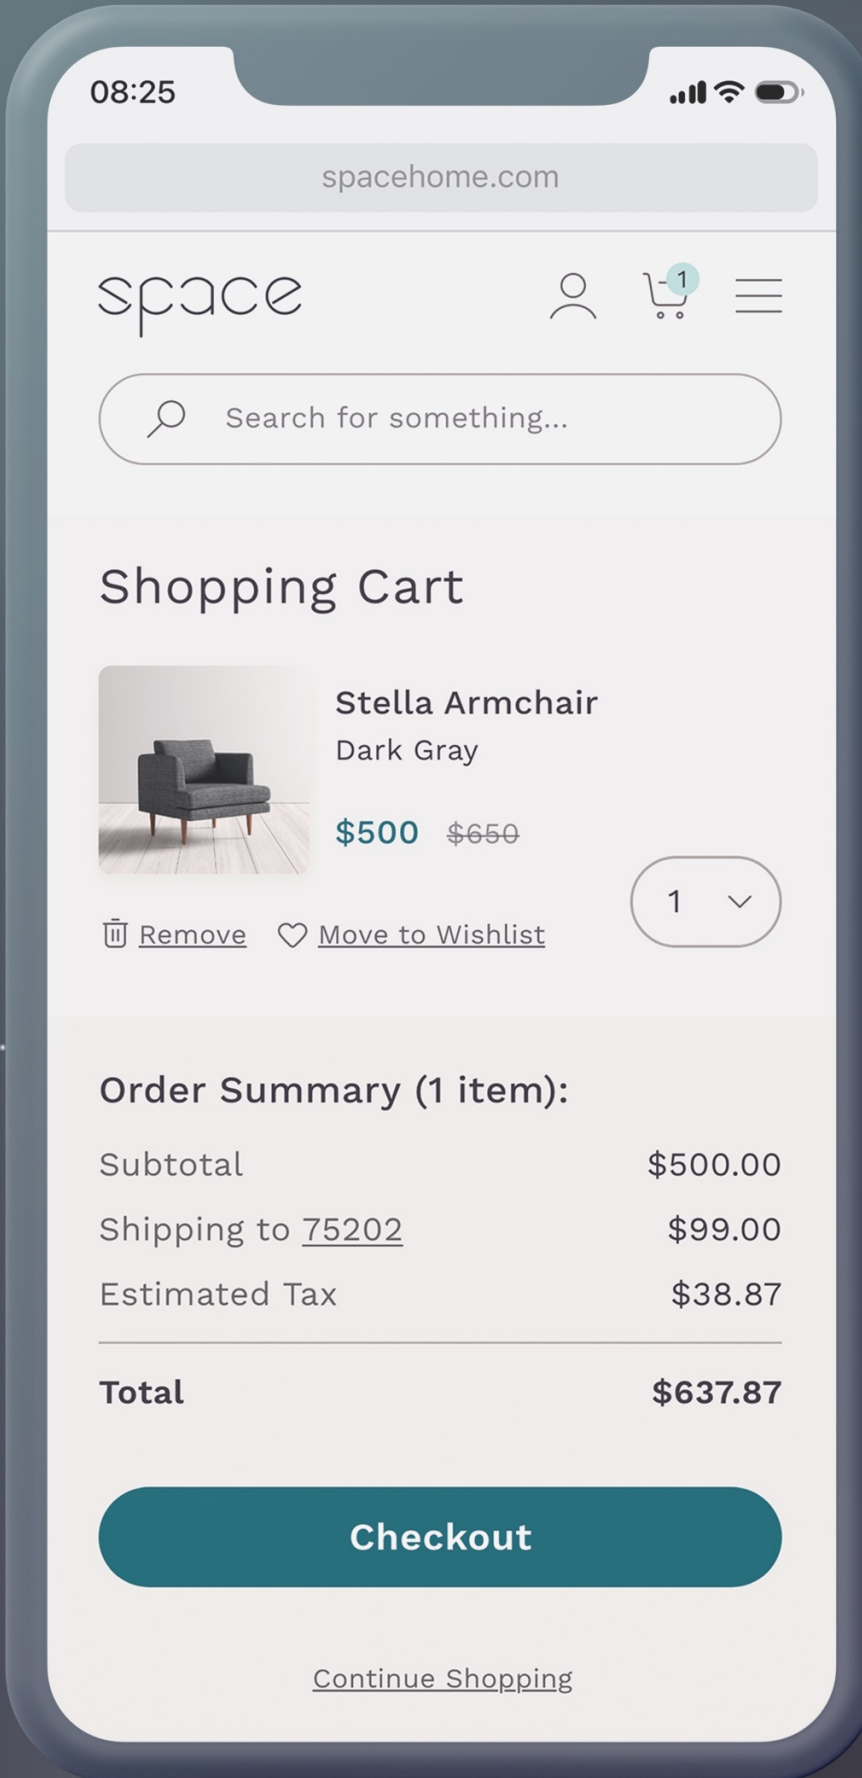 08:25
spacehome.com
space
1
Search for something...
Shopping Cart
Stella Armchair
Dark Gray
$500 $650
1
Remove Move to Wishlist
Order Summary (1 item):
Subtotal $500.00
Shipping to 75202 $99.00
Estimated Tax $38.87
Total $637.87
Checkout
Continue Shopping